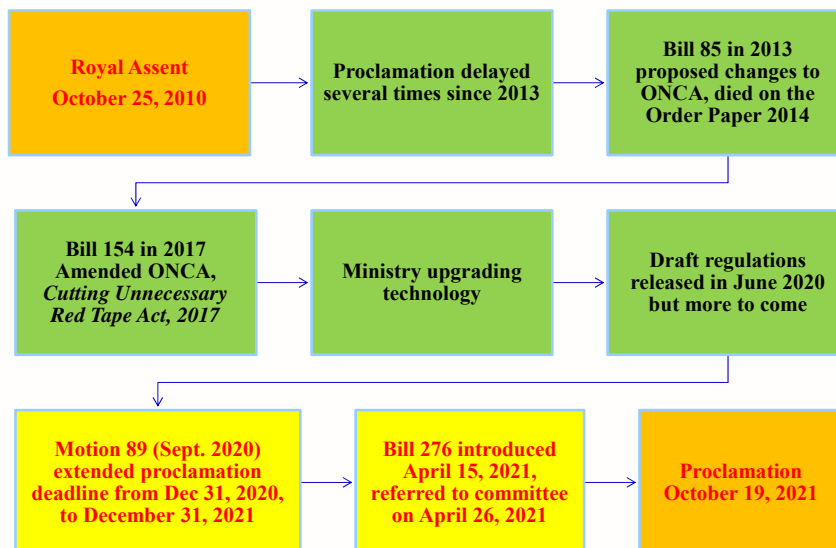 Royal Assent
October 25, 2010
Proclamation delayed
several times since 2013
Bill 85 in 2013
proposed changes to
ONCA, died on the
Order Paper 2014
Bill 154 in 2017
Amended ONCA,
Cutting Unnecessary
Red Tape Act, 2017
Ministry upgrading
technology
Draft regulations
released in June 2020
but more to come
Motion 89 (Sept. 2020)
extended proclamation
deadline from Dec 31, 2020,
to December 31, 2021
Bill 276 introduced
April 15, 2021,
referred to committee
on April 26, 2021
Proclamation
October 19, 2021